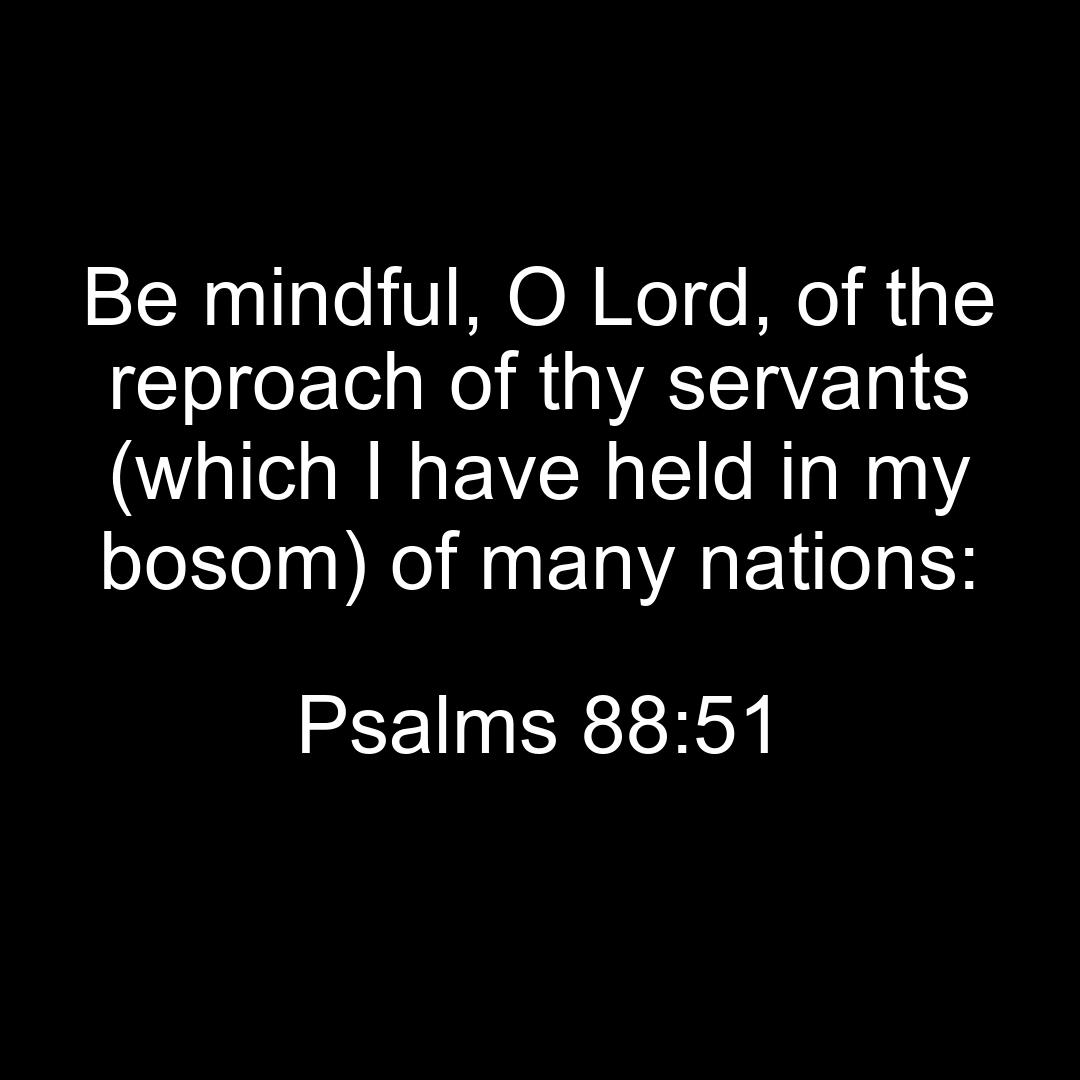 Be mindful, O Lord, of the
reproach of thy servants
(which I have held in my
bosom) of many nations:
Psalms 88:51